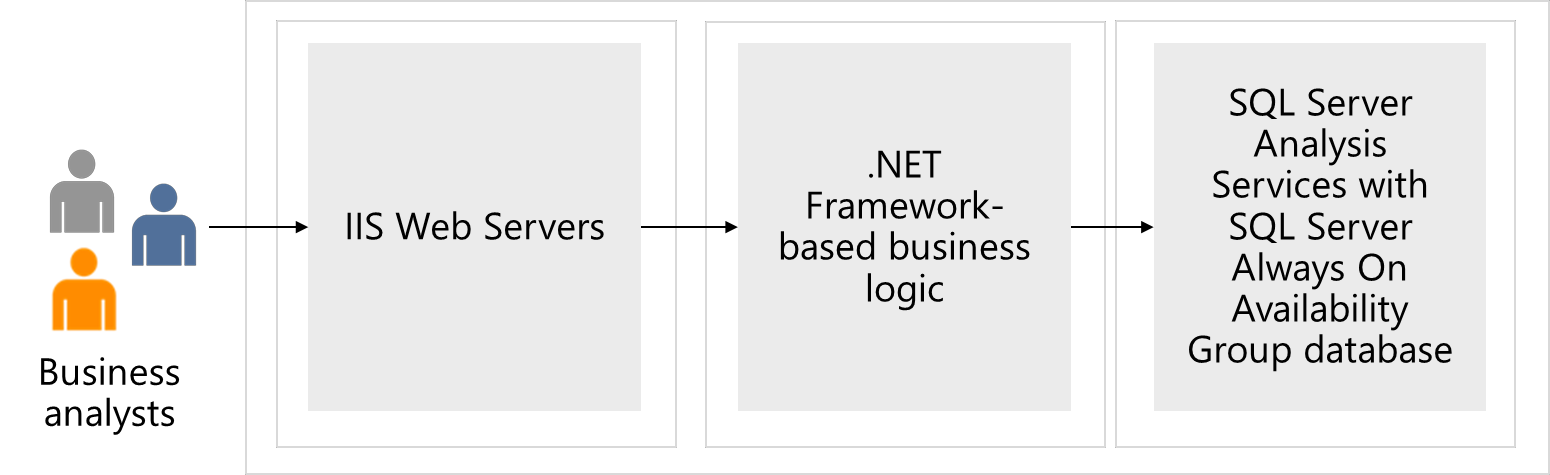 Business
analysts
IIS Web Servers
.NET
Framework-
based business
logic
SQL Server
Analysis
Services with
SQL Server
Always On
Availability
Group database